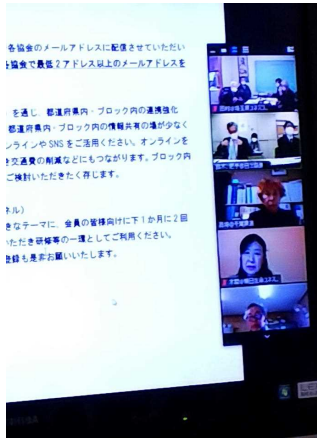 各協会のメールアドレスに配信させていただい
協会で最低2アドレス以上のメールアドレスを
を通じ、都道府県内・ブロック内の連携強化
都道府県内・ブロック内の情報共有の場が少なく
ンラインやSNSをご活用ください。オンラインを
交通費の削減などにもつながります。ブロック内
ご検討いただきたく存じます。
ネル)
きなテーマに、会員の皆様向けに下1か月に2回
いただき研修等の一環としてご利用ください。
登録も是非お願いいたします。